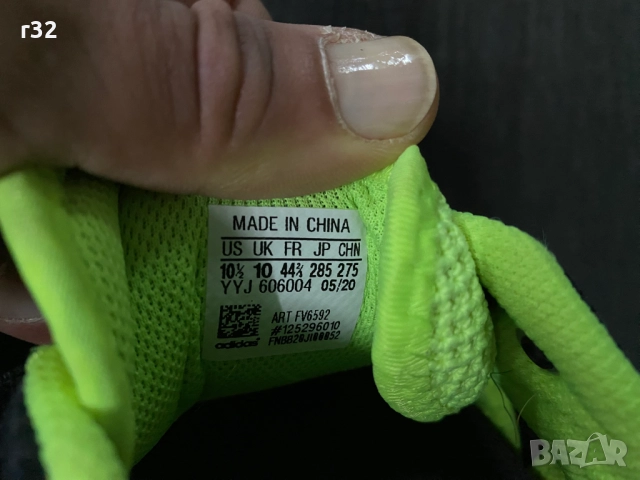 r32
MADE IN CHINA
US UK FR JP CHN
10½ 10 44⅔ 285 275
YYJ 606004 05/20
ART FV6592
#125296010
adidas
BAZAR